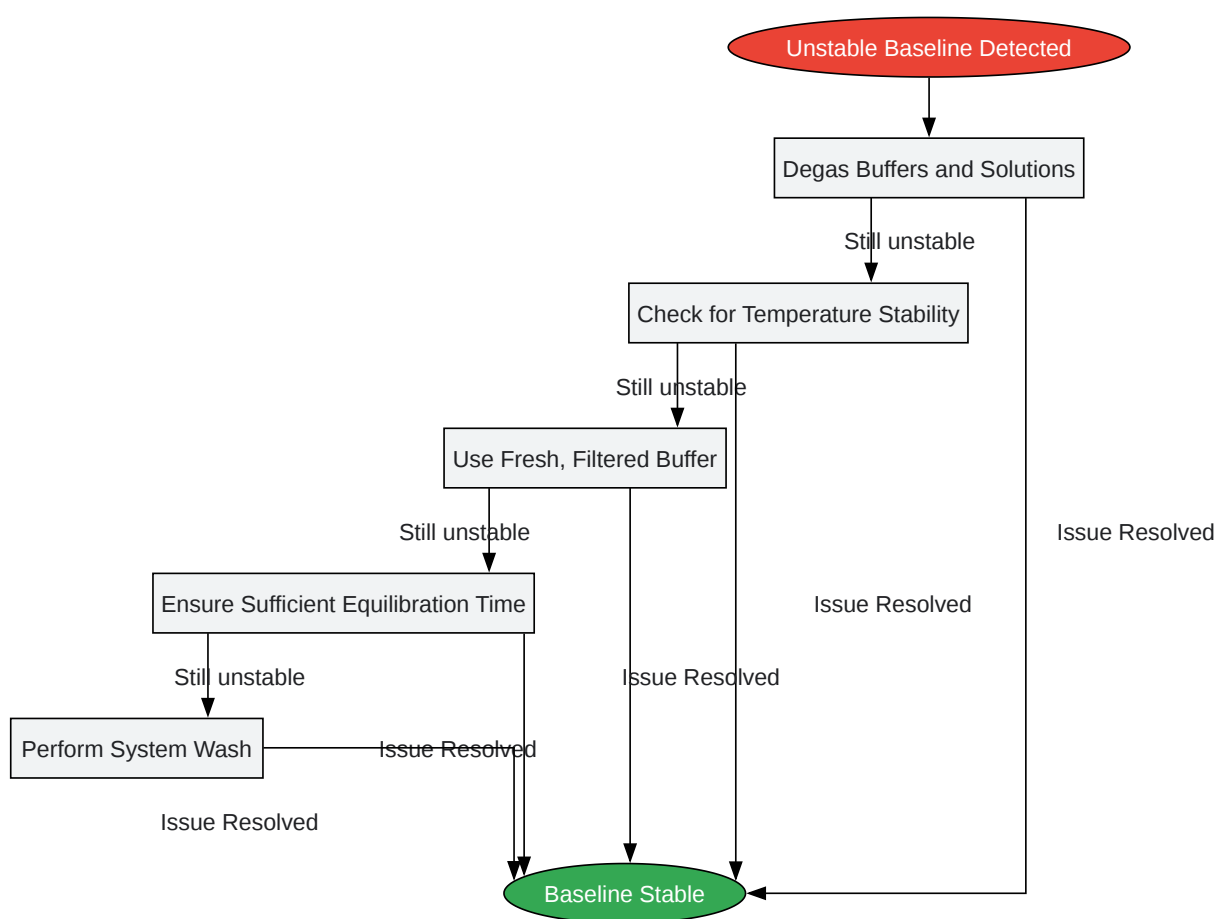 Unstable Baseline Detected
Degas Buffers and Solutions
Still unstable
Check for Temperature Stability
Still unstable
Use Fresh, Filtered Buffer
Still unstable
Issue Resolved
Ensure Sufficient Equilibration Time
Issue Resolved
Still unstable
Issue Resolved
Perform System Wash
Issue Resolved
Issue Resolved
Baseline Stable